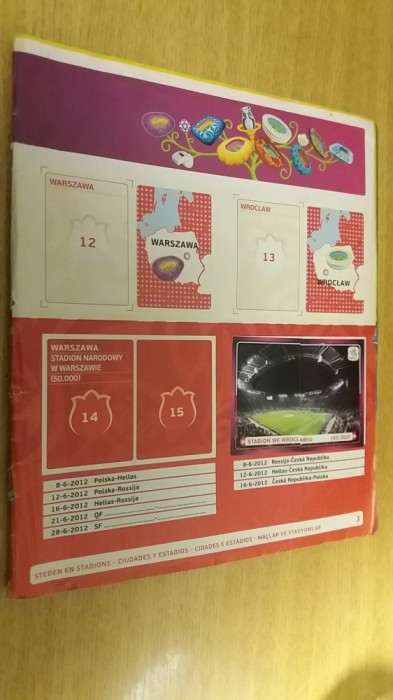 WARSZAWA
12
WARSZAWA
WROCŁAW
13
WROCŁAW
WARSZAWA
STADION NARODOWY
W WARSZAWIE
(50.000)
14
15
STADION WE WROCŁAWIU (40.000)
8-6-2012 Polska-Hellas
12-6-2012 Polska-Rossija
16-6-2012 Hellas-Rossija
21-6-2012 QF ..................-..................
28-6-2012 SF ..................-..................
8-6-2012 Rossija-Česká Republika
12-6-2012 Hellas-Česká Republika
16-6-2012 Česká Republika-Polska
STEDEN EN STADIONS - CIUDADES Y ESTADIOS - CIDADES E ESTÁDIOS - MAÇLAR VE STADYUMLAR
3